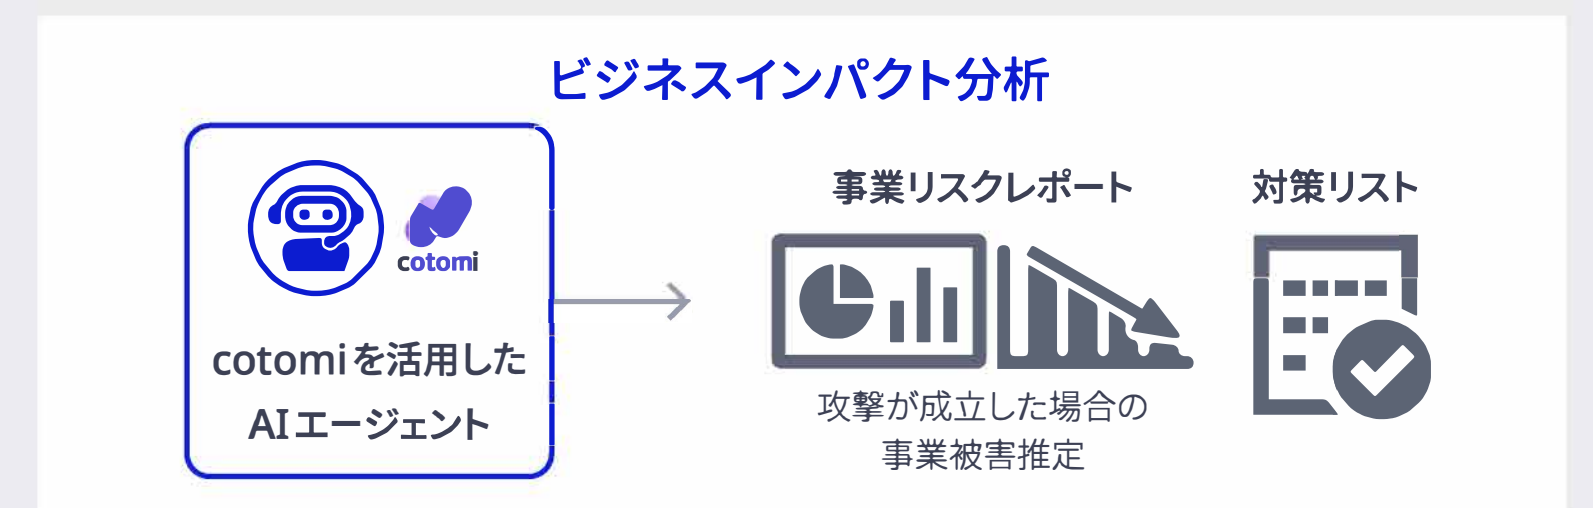 ビジネスインパクト分析
cotomi
cotomiを活用した
AIエージェント
事業リスクレポート
攻撃が成立した場合の
事業被害推定
対策リスト